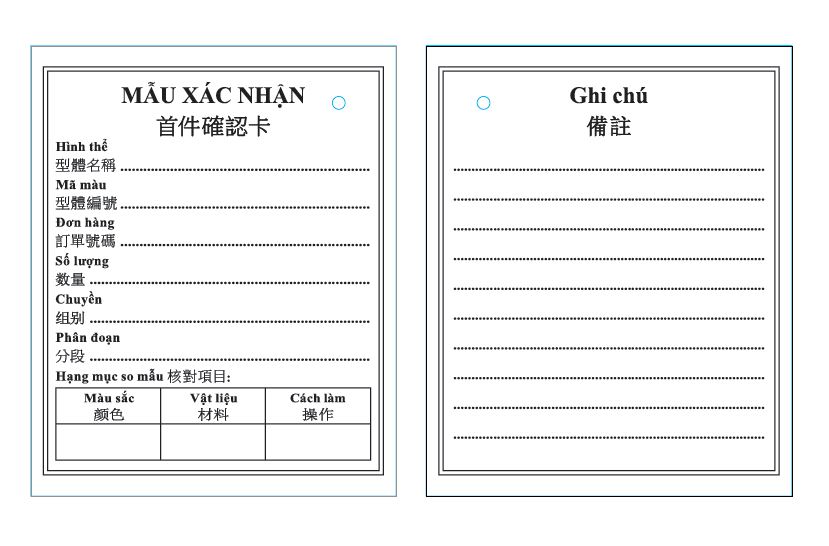 MẪU XÁC NHẬN
首件確認卡
Hình thể
型體名稱
Mã màu
型體編號
Đơn hàng
訂單號碼
Số lượng
数量
Chuyền
组别
Phân đoạn
分段
Hạng mục so mẫu 核對項目:
Màu sắc Vật liệu Cách làm
颜色 材料 操作
Ghi chú
備註